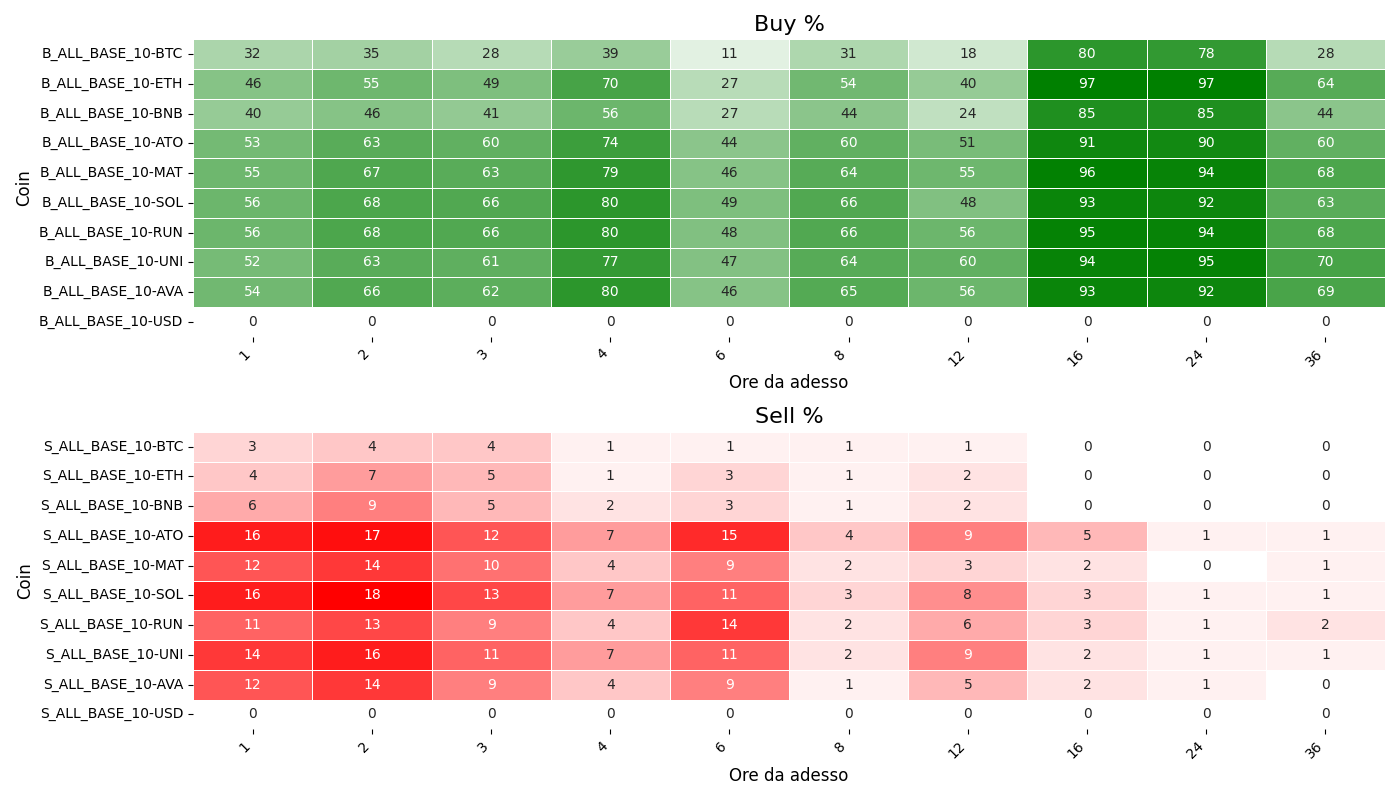 Buy %
Coin
B_ALL_BASE_10-BTC 32 35 28 39 11 31 18 80 78 28
B_ALL_BASE_10-ETH 46 55 49 70 27 54 40 97 97 64
B_ALL_BASE_10-BNB 40 46 41 56 27 44 24 85 85 44
B_ALL_BASE_10-ATO 53 63 60 74 44 60 51 91 90 60
B_ALL_BASE_10-MAT 55 67 63 79 46 64 55 96 94 68
B_ALL_BASE_10-SOL 56 68 66 80 49 66 48 93 92 63
B_ALL_BASE_10-RUN 56 68 66 80 48 66 56 95 94 68
B_ALL_BASE_10-UNI 52 63 61 77 47 64 60 94 95 70
B_ALL_BASE_10-AVA 54 66 62 80 46 65 56 93 92 69
B_ALL_BASE_10-USD 0 0 0 0 0 0 0 0 0 0
1 2 3 4 6 8 12 16 24 36
Ore da adesso
Sell %
Coin
S_ALL_BASE_10-BTC 3 4 4 1 1 1 1 0 0 0
S_ALL_BASE_10-ETH 4 7 5 1 3 1 2 0 0 0
S_ALL_BASE_10-BNB 6 9 5 2 3 1 2 0 0 0
S_ALL_BASE_10-ATO 16 17 12 7 15 4 9 5 1 1
S_ALL_BASE_10-MAT 12 14 10 4 9 2 3 2 0 1
S_ALL_BASE_10-SOL 16 18 13 7 11 3 8 3 1 1
S_ALL_BASE_10-RUN 11 13 9 4 14 2 6 3 1 2
S_ALL_BASE_10-UNI 14 16 11 7 11 2 9 2 1 1
S_ALL_BASE_10-AVA 12 14 9 4 9 1 5 2 1 0
S_ALL_BASE_10-USD 0 0 0 0 0 0 0 0 0 0
1 2 3 4 6 8 12 16 24 36
Ore da adesso